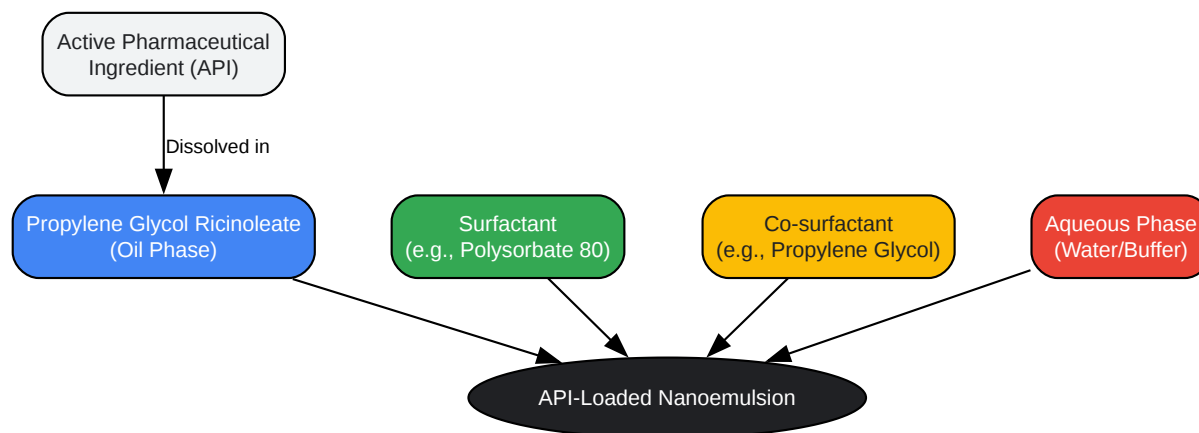 Active Pharmaceutical
Ingredient (API)
Dissolved in
Propylene Glycol Ricinoleate
(Oil Phase)
Surfactant
(e.g., Polysorbate 80)
Co-surfactant
(e.g., Propylene Glycol)
Aqueous Phase
(Water/Buffer)
API-Loaded Nanoemulsion